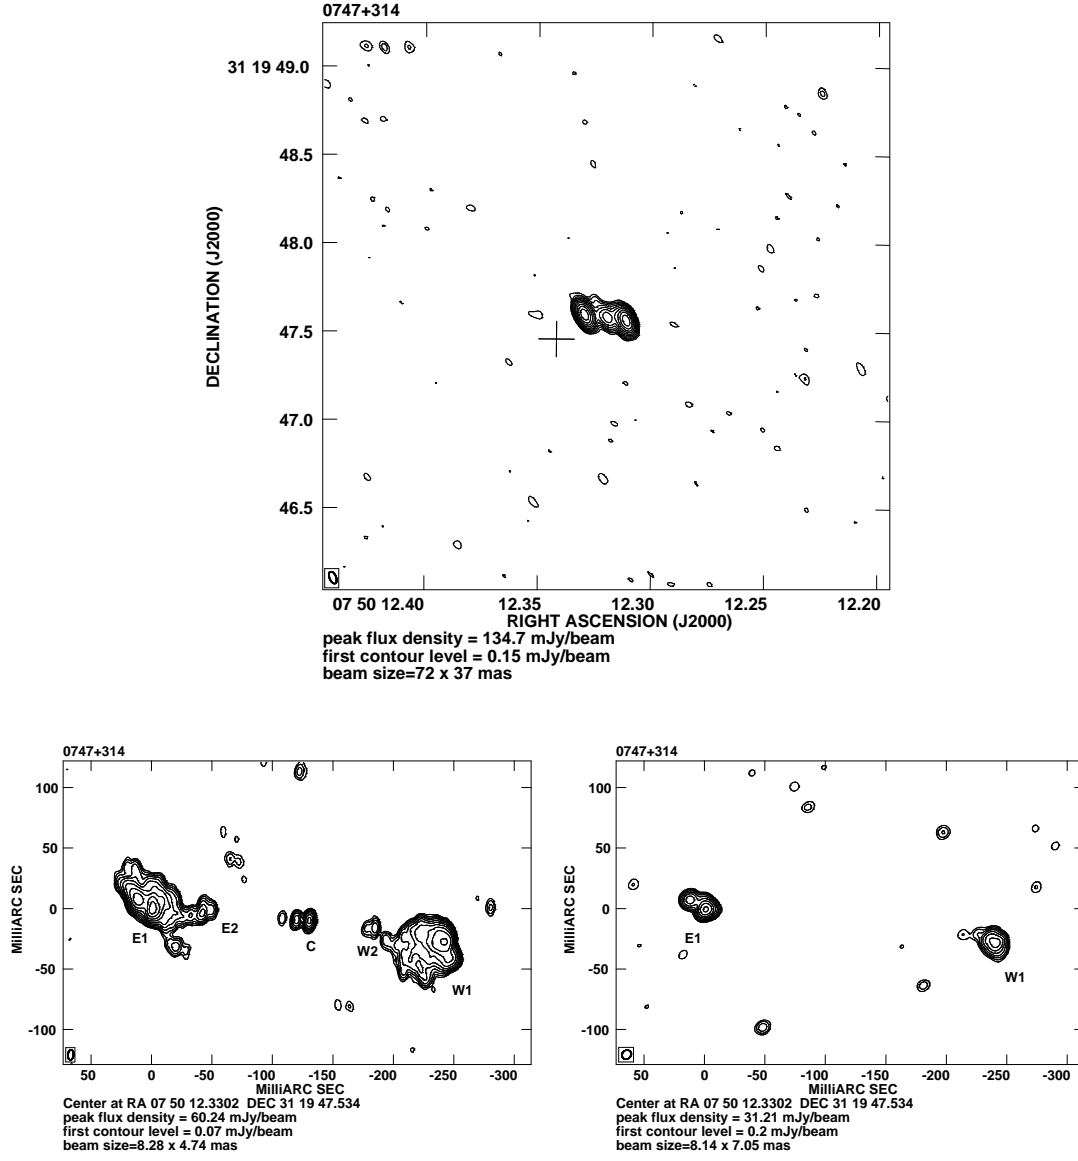 0747+314
31 19 49.0
48.5
48.0
47.5
47.0
46.5
DECLINATION (J2000)
07 50 12.40 12.35 12.30 12.25 12.20
RIGHT ASCENSION (J2000)
peak flux density = 134.7 mJy/beam
first contour level = 0.15 mJy/beam
beam size=72 x 37 mas
0747+314
MilliARC SEC
100
50
0
-50
-100
E1
E2
C
W2
W1
50 0 -50 -100 -150 -200 -250 -300
MilliARC SEC
Center at RA 07 50 12.3302 DEC 31 19 47.534
peak flux density = 60.24 mJy/beam
first contour level = 0.07 mJy/beam
beam size=8.28 x 4.74 mas
0747+314
MilliARC SEC
100
50
0
-50
-100
E1
W1
50 0 -50 -100 -150 -200 -250 -300
MilliARC SEC
Center at RA 07 50 12.3302 DEC 31 19 47.534
peak flux density = 31.21 mJy/beam
first contour level = 0.2 mJy/beam
beam size=8.14 x 7.05 mas